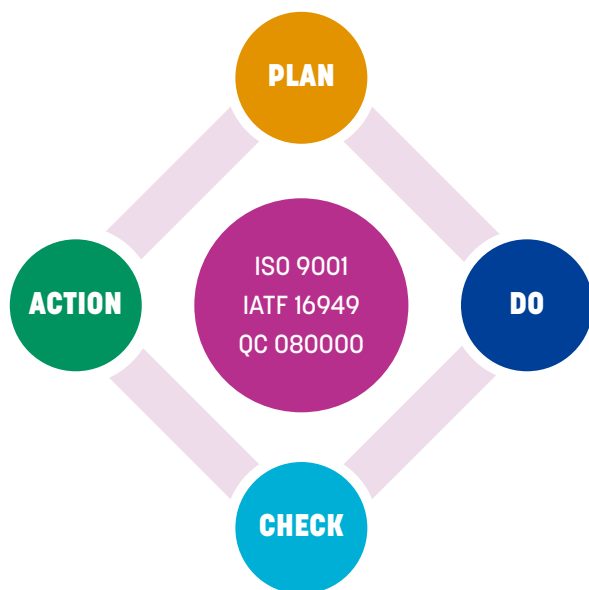 PLAN
ACTION
ISO 9001
IATF 16949
QC 080000
DO
CHECK